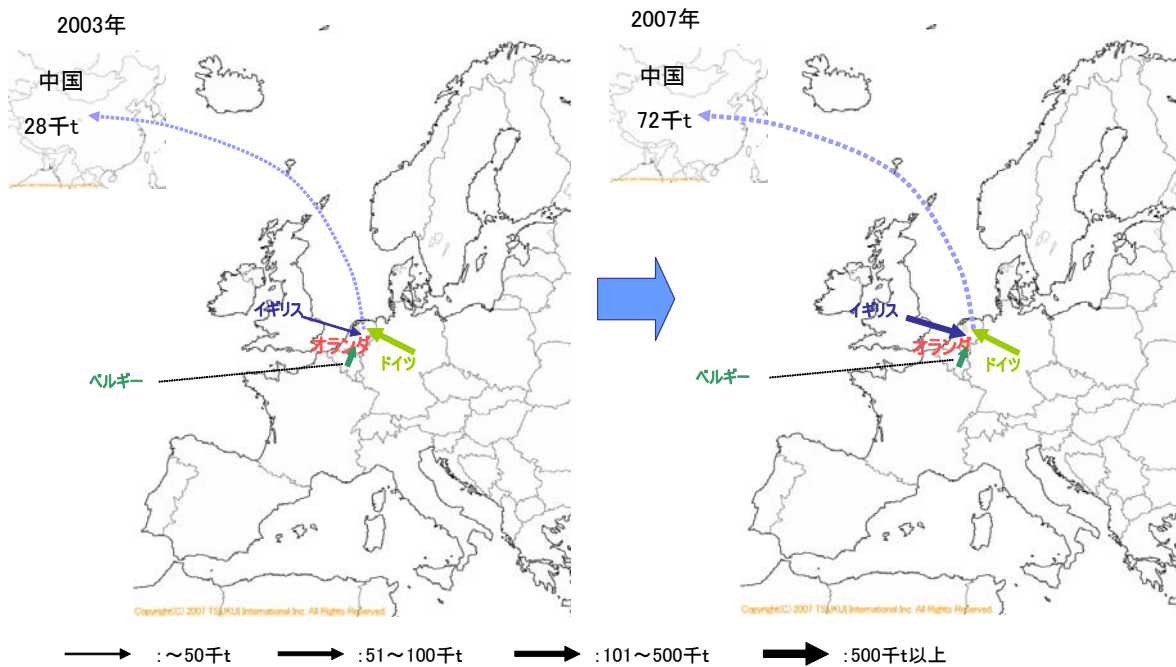 2003年
中国
28千t
イギリス
オランダ
ドイツ
ベルギー
Copyright(C) 2007 TSUKUI International Inc. All Rights Reserved.
2007年
中国
72千t
イギリス
オランダ
ドイツ
ベルギー
Copyright(C) 2007 TSUKUI International Inc. All Rights Reserved.
:~50千t
:51~100千t
:101~500千t
:500千t以上